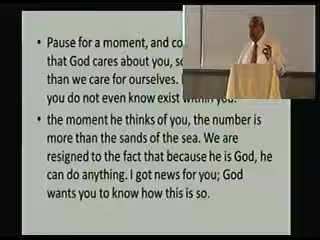 Pause for a moment, and co
that God cares about you, s
than we care for ourselves.
you do not even know exist within you.
the moment he thinks of you, the number is
more than the sands of the sea. We are
resigned to the fact that because he is God, he
can do anything. I got news for you; God
wants you to know how this is so.